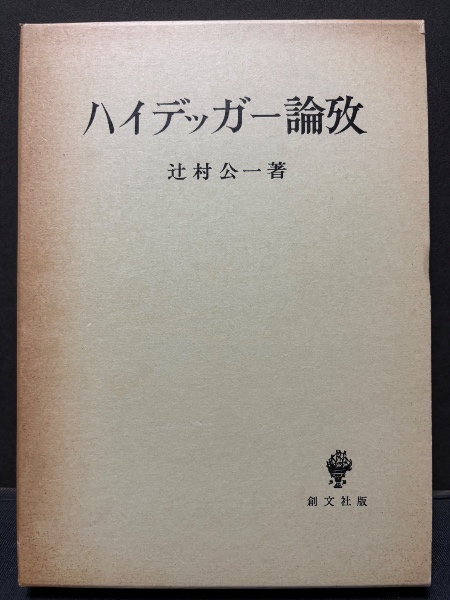 ハイデッガー論攷
辻村公一著
創文社版